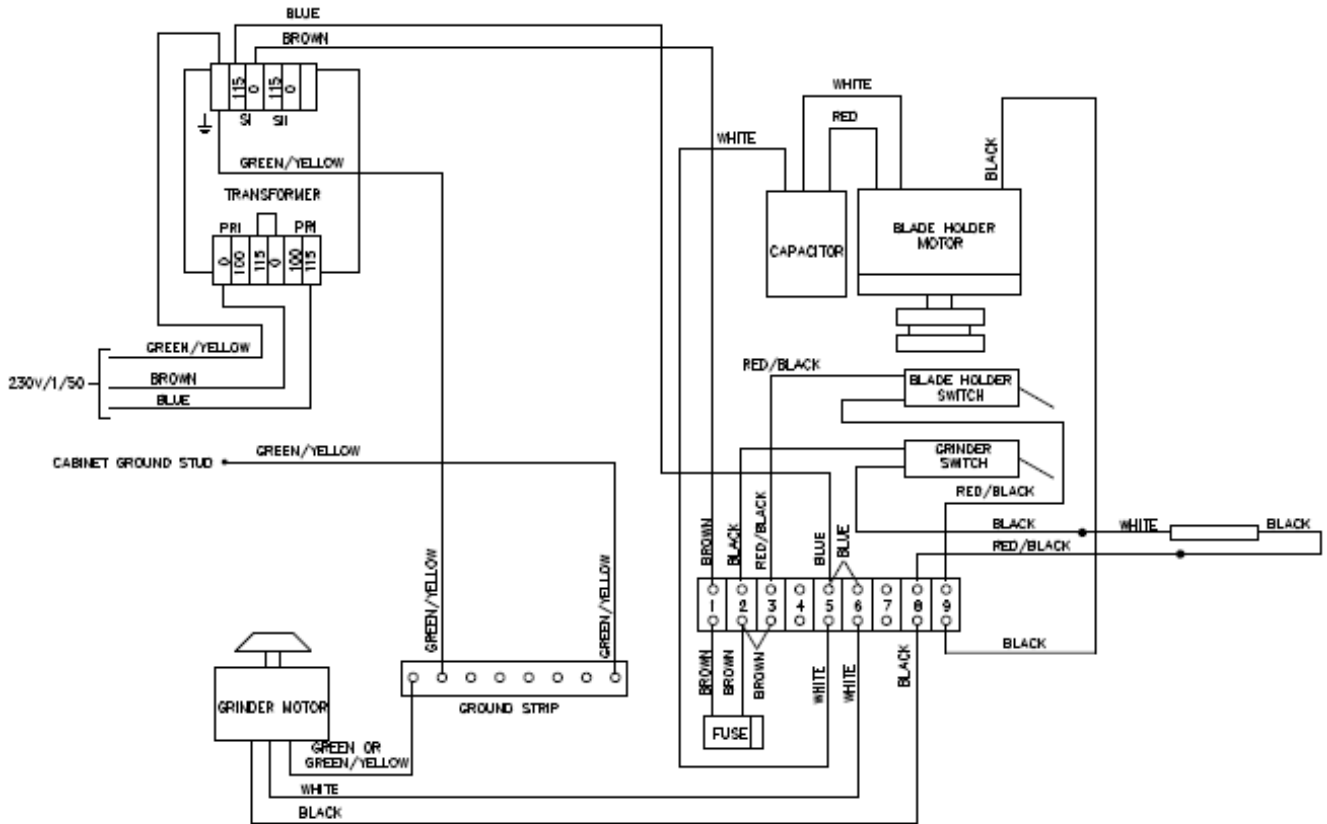 BLUE
BROWN
115
0
115
0
SI
SII
GREEN/YELLOW
TRANSFORMER
PRI
PRI
0
100
115
0
100
115
GREEN/YELLOW
230V/1/50
BROWN
BLUE
CABINET GROUND STUD
GREEN/YELLOW
WHITE
RED
WHITE
BLACK
CAPACITOR
BLADE HOLDER
MOTOR
RED/BLACK
BLADE HOLDER
SWITCH
GRINDER
SWITCH
RED/BLACK
BLACK
WHITE
BLACK
RED/BLACK
BROWN
BLACK
RED/BLACK
BLUE
BLUE
1
2
3
4
5
6
7
8
9
BROWN
BROWN
BROWN
WHITE
WHITE
BLACK
BLACK
FUSE
GREEN/YELLOW
GREEN/YELLOW
GROUND STRIP
GRINDER MOTOR
GREEN OR
GREEN/YELLOW
WHITE
BLACK